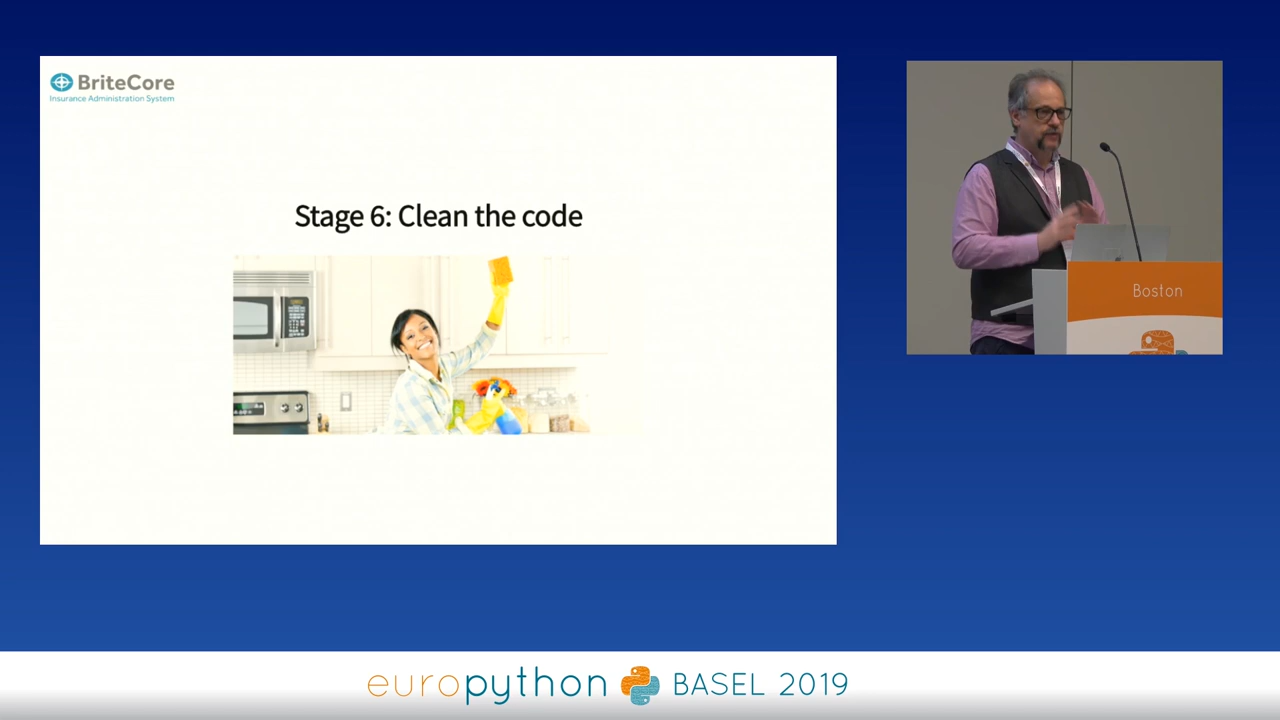 BriteCore
Insurance Administration System
Stage 6: Clean the code
Boston
europython BASEL 2019